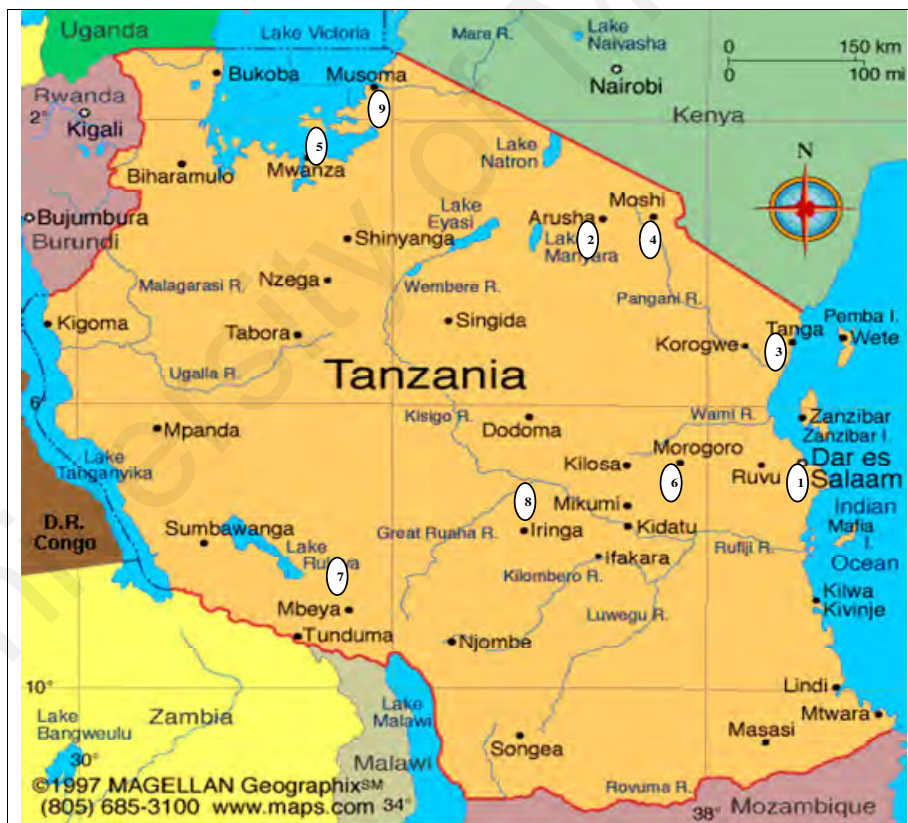 Uganda
Lake Victoria
Mara R.
Lake
Naivasha
0 150 km
0 100 mi
Bukoba
Musoma
Nairobi
Rwanda
2°
Kigali
9
Kenya
5
Lake
Natron
N
Biharamulo
Mwanza
Bujumbura
Burundi
Lake
Eyasi
Arusha
Moshi
2
4
Shinyanga
Lake
Manyara
Malagarasi R.
Nzega
Wembere R.
Pangani R.
Kigoma
Tabora
Singida
Korogwe
Tanga
3
Pemba I.
Wete
Ugalla R.
Tanzania
6°
Kisigo R.
Wami R.
Mpanda
Dodoma
Zanzibar
Zanzibar I.
Lake
Tanganyika
Kilosa
Morogoro
6
Ruvu
Dar es
Salaam
1
8
Mikumi
Indian
Ocean
Mafia
I.
D.R.
Congo
Sumbawanga
Great Ruaha R.
Iringa
Kidatu
Rufiji R.
Lake
7
Ifakara
Kilombero R.
Kilwa
Kivinje
Mbeya
Luwegu R.
Tunduma
Njombe
10°
Lindi
Mtwara
Zambia
Lake
Malawi
Lake
Bangweulu
Songea
Masasi
30°
Malawi
©1997 MAGELLAN Geographix℠
(805) 685-3100 www.maps.com 34°
Rovuma R.
38°
Mozambique